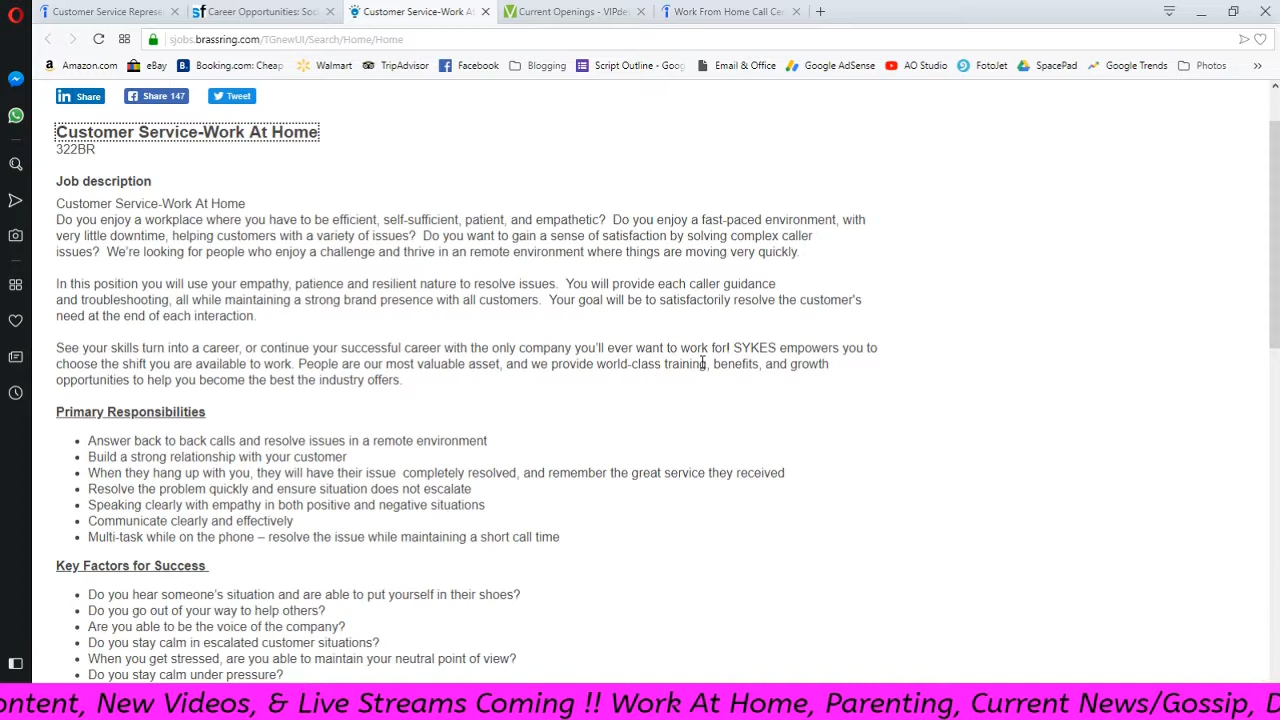 Customer Service Represe
Career Opportunities: Soci
Customer Service-Work At
Current Openings - VIPdes
Work From Home Call Cer
sjobs.brassring.com/TGnewUI/Search/Home/Home
Amazon.com
eBay
Booking.com: Cheap
Walmart
TripAdvisor
Facebook
Blogging
Script Outline - Goog
Email & Office
Google AdSense
AO Studio
FotoJet
SpacePad
Google Trends
Photos
Share
Share 147
Tweet
Customer Service-Work At Home
322BR
Job description
Customer Service-Work At Home
Do you enjoy a workplace where you have to be efficient, self-sufficient, patient, and empathetic?  Do you enjoy a fast-paced environment, with
very little downtime, helping customers with a variety of issues?  Do you want to gain a sense of satisfaction by solving complex caller
issues?  We're looking for people who enjoy a challenge and thrive in an remote environment where things are moving very quickly.
In this position you will use your empathy, patience and resilient nature to resolve issues.  You will provide each caller guidance
and troubleshooting, all while maintaining a strong brand presence with all customers.  Your goal will be to satisfactorily resolve the customer's
need at the end of each interaction.
See your skills turn into a career, or continue your successful career with the only company you'll ever want to work for! SYKES empowers you to
choose the shift you are available to work. People are our most valuable asset, and we provide world-class training, benefits, and growth
opportunities to help you become the best the industry offers.
Primary Responsibilities
• Answer back to back calls and resolve issues in a remote environment
• Build a strong relationship with your customer
• When they hang up with you, they will have their issue  completely resolved, and remember the great service they received
• Resolve the problem quickly and ensure situation does not escalate
• Speaking clearly with empathy in both positive and negative situations
• Communicate clearly and effectively
• Multi-task while on the phone – resolve the issue while maintaining a short call time
Key Factors for Success
• Do you hear someone's situation and are able to put yourself in their shoes?
• Do you go out of your way to help others?
• Are you able to be the voice of the company?
• Do you stay calm in escalated customer situations?
• When you get stressed, are you able to maintain your neutral point of view?
• Do you stay calm under pressure?
ontent, New Videos, & Live Streams Coming !! Work At Home, Parenting, Current News/Gossip, D